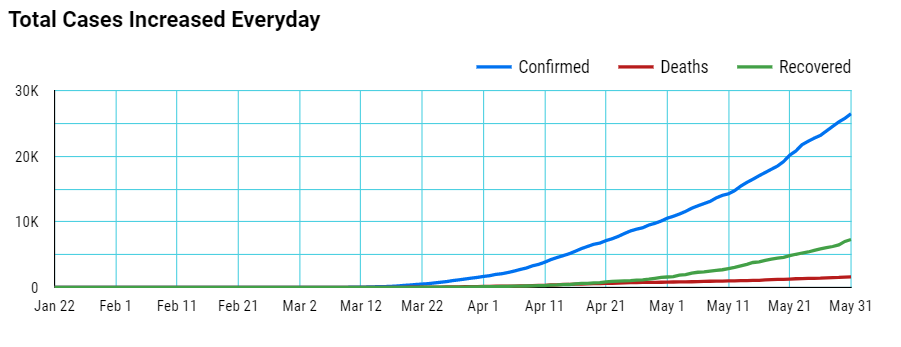 Total Cases Increased Everyday
Confirmed Deaths Recovered
30K
20K
10K
0
Jan 22 Feb 1 Feb 11 Feb 21 Mar 2 Mar 12 Mar 22 Apr 1 Apr 11 Apr 21 May 1 May 11 May 21 May 31